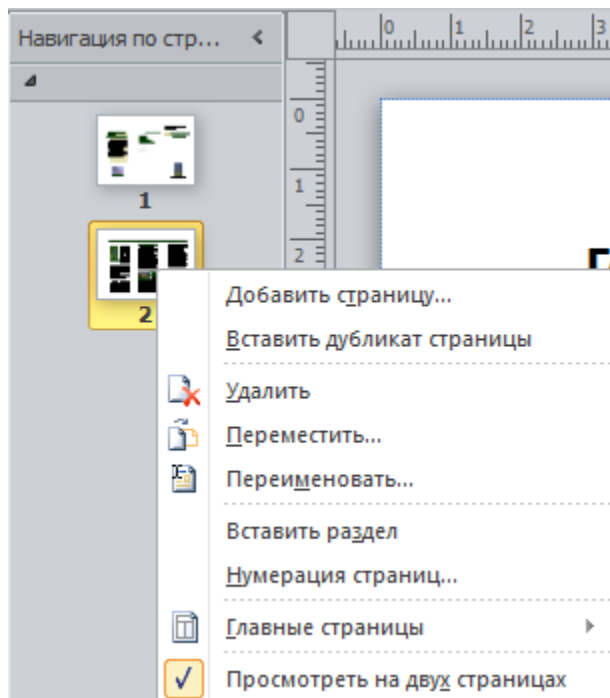 Навигация по стр...
0 1 2 3
0
1
2
1
2
Добавить страницу...
Вставить дубликат страницы
Удалить
Переместить...
Переименовать...
Вставить раздел
Нумерация страниц...
Главные страницы
Просмотреть на двух страницах